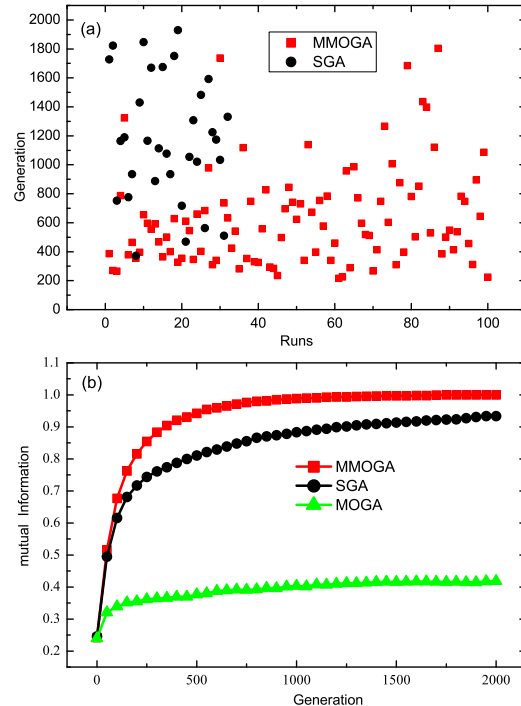 (a)
MMOGA
SGA
2000
1800
1600
1400
1200
1000
800
600
400
200
0
Generation
0 20 40 60 80 100
Runs
(b)
1.1
1.0
0.9
0.8
0.7
0.6
0.5
0.4
0.3
0.2
mutual Information
MMOGA
SGA
MOGA
0 500 1000 1500 2000
Generation